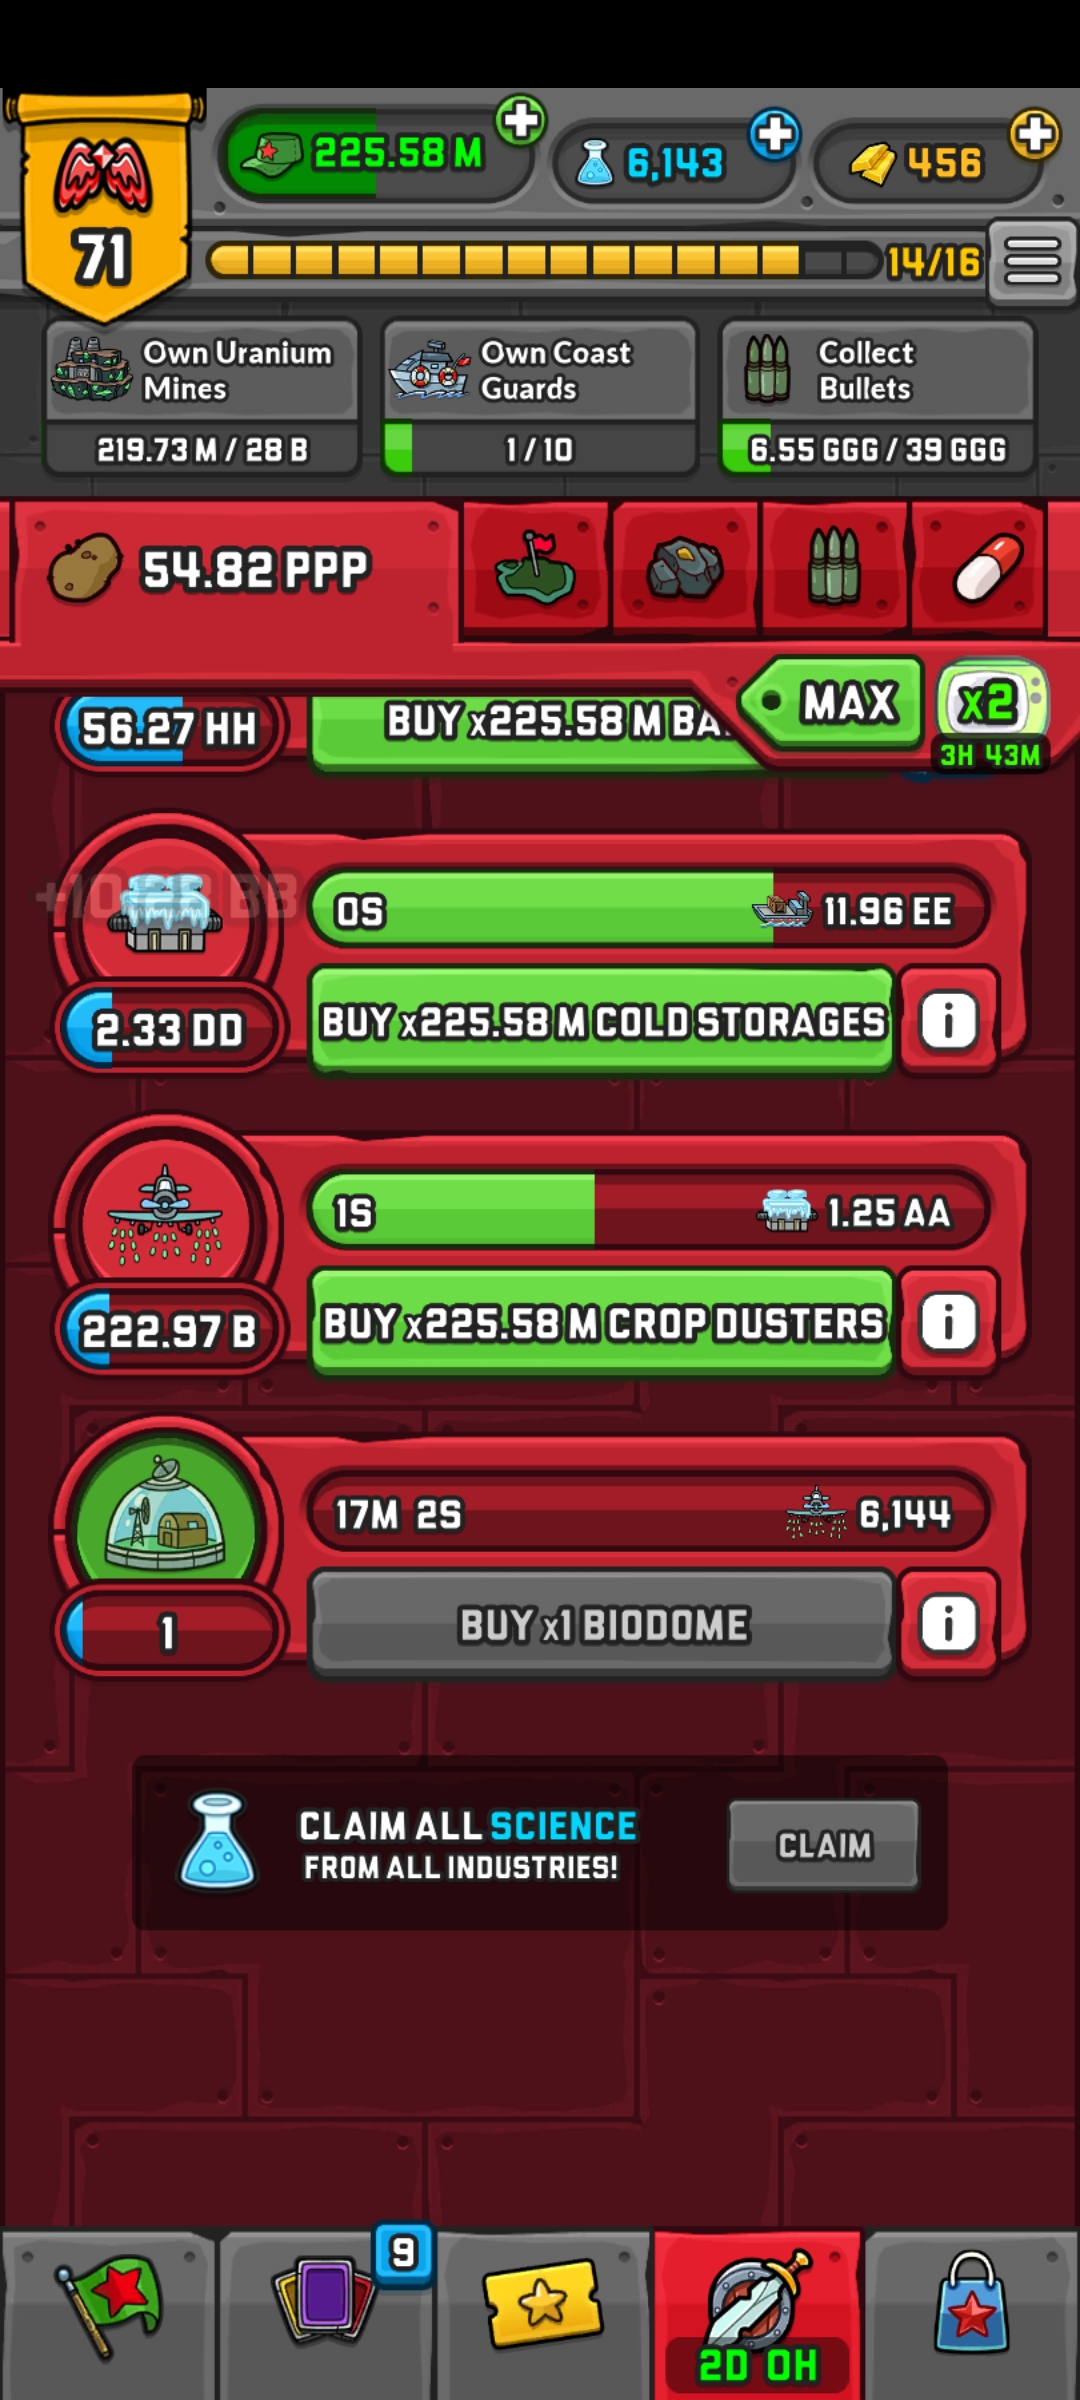 225.58 M
6,143
456
71
14/16
Own Uranium
Mines
219.73 M / 28 B
Own Coast
Guards
1 / 10
Collect
Bullets
6.55 GGG / 39 GGG
54.82 PPP
MAX
x2
3H 43M
56.27 HH
BUY x225.58 M BA
0S
11.96 EE
2.33 DD
BUY x225.58 M COLD STORAGES
i
1S
1.25 AA
222.97 B
BUY x225.58 M CROP DUSTERS
i
17M 2S
6,144
1
BUY x1 BIODOME
i
CLAIM ALL SCIENCE
FROM ALL INDUSTRIES!
CLAIM
9
2D 0H